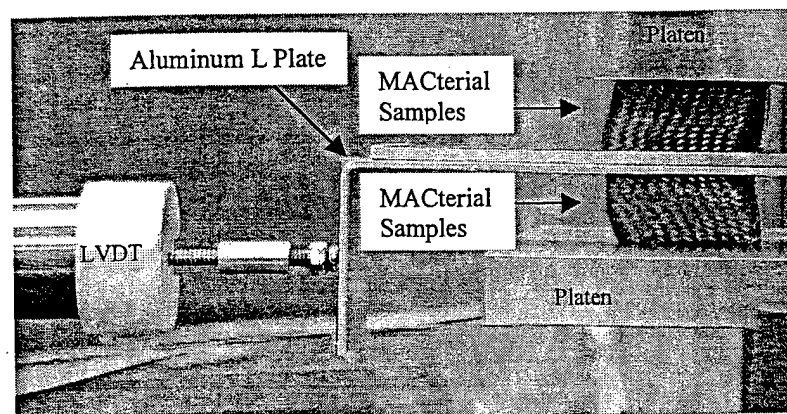 Platen
Aluminum L Plate
MACterial
Samples
MACterial
Samples
LVDT
Platen